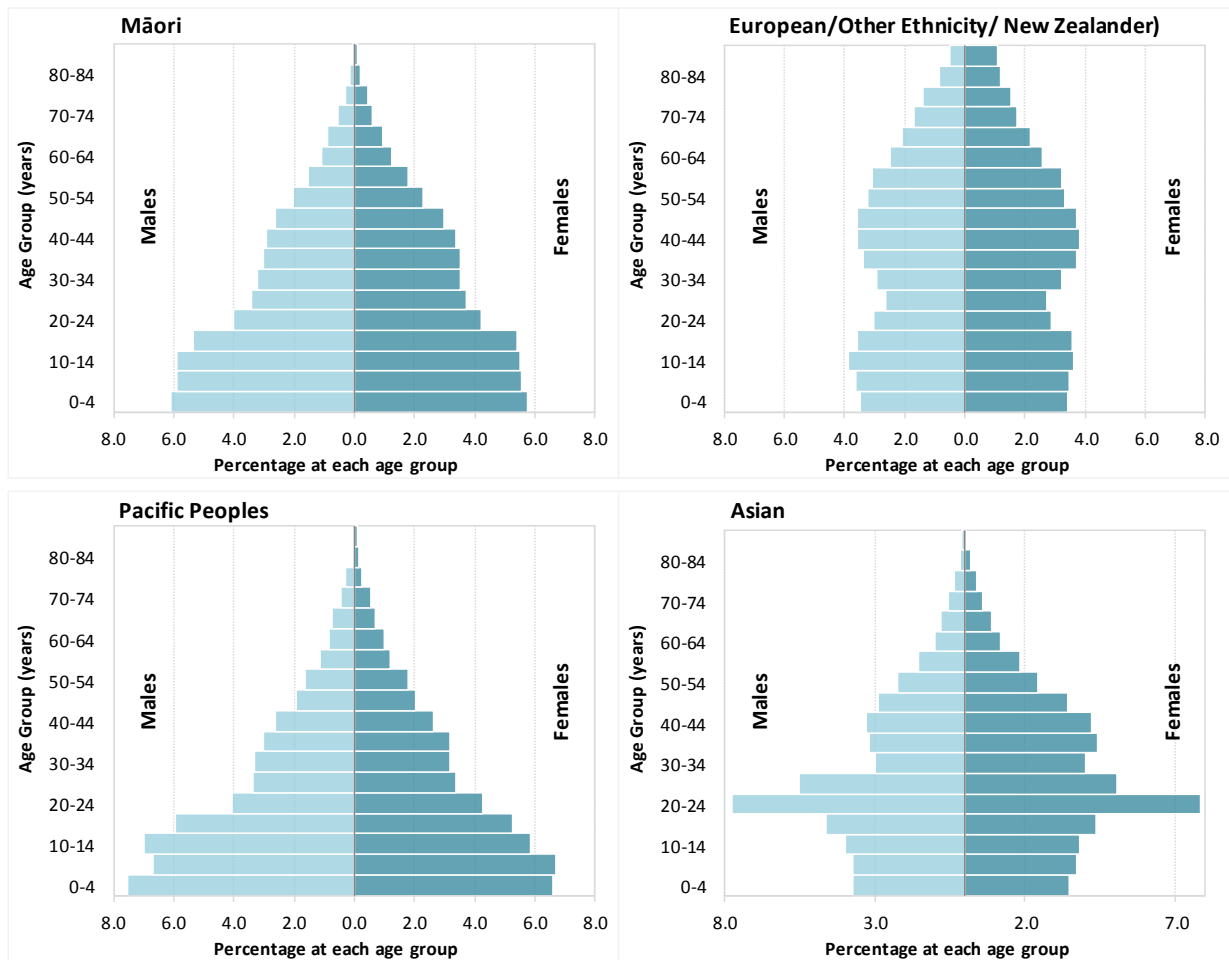 Māori
80-84
70-74
60-64
50-54
40-44
30-34
20-24
10-14
0-4
Age Group (years)
Males
Females
8.0 6.0 4.0 2.0 0.0 2.0 4.0 6.0 8.0
Percentage at each age group
European/Other Ethnicity/ New Zealander)
80-84
70-74
60-64
50-54
40-44
30-34
20-24
10-14
0-4
Age Group (years)
Males
Females
8.0 6.0 4.0 2.0 0.0 2.0 4.0 6.0 8.0
Percentage at each age group
Pacific Peoples
80-84
70-74
60-64
50-54
40-44
30-34
20-24
10-14
0-4
Age Group (years)
Males
Females
8.0 6.0 4.0 2.0 0.0 2.0 4.0 6.0 8.0
Percentage at each age group
Asian
80-84
70-74
60-64
50-54
40-44
30-34
20-24
10-14
0-4
Age Group (years)
Males
Females
8.0 3.0 2.0 7.0
Percentage at each age group